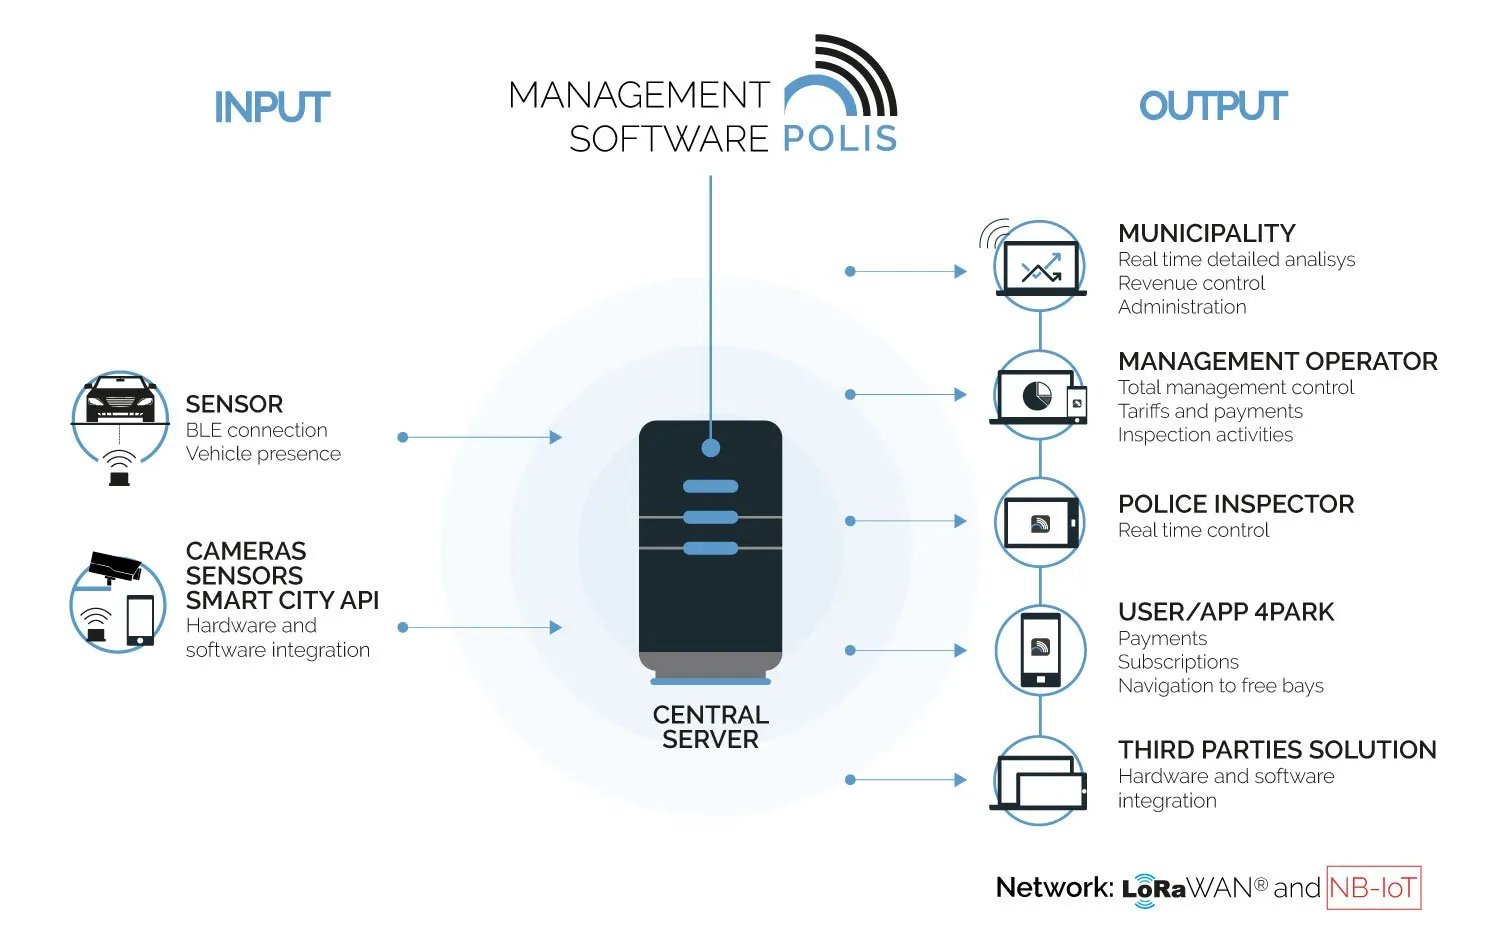 INPUT
MANAGEMENT
SOFTWARE POLIS
OUTPUT
SENSOR
BLE connection
Vehicle presence
CAMERAS
SENSORS
SMART CITY API
Hardware and
software integration
CENTRAL
SERVER
MUNICIPALITY
Real time detailed analisys
Revenue control
Administration
MANAGEMENT OPERATOR
Total management control
Tariffs and payments
Inspection activities
POLICE INSPECTOR
Real time control
USER/APP 4PARK
Payments
Subscriptions
Navigation to free bays
THIRD PARTIES SOLUTION
Hardware and software
integration
Network: LoRaWAN® and NB-IoT